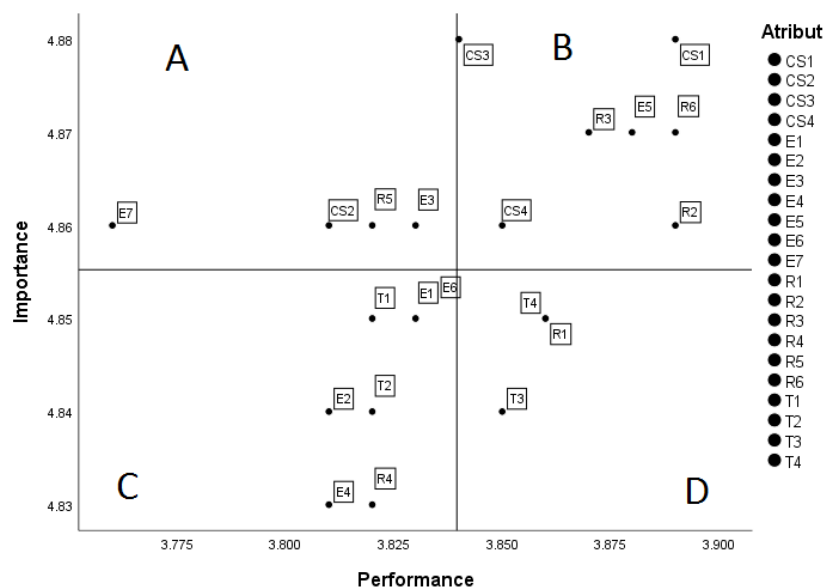 A
B
Atribut
4.88
CS3
CS1
CS1
CS2
CS3
CS4
E1
E2
E3
E4
E5
E6
E7
R1
R2
R3
R4
R5
R6
T1
T2
T3
T4
4.87
R3
E5
R6
4.86
E7
CS2
R5
E3
CS4
R2
Importance
4.85
T1
E1
E6
T4
R1
4.84
E2
T2
T3
C
D
4.83
E4
R4
3.775
3.800
3.825
3.850
3.875
3.900
Performance